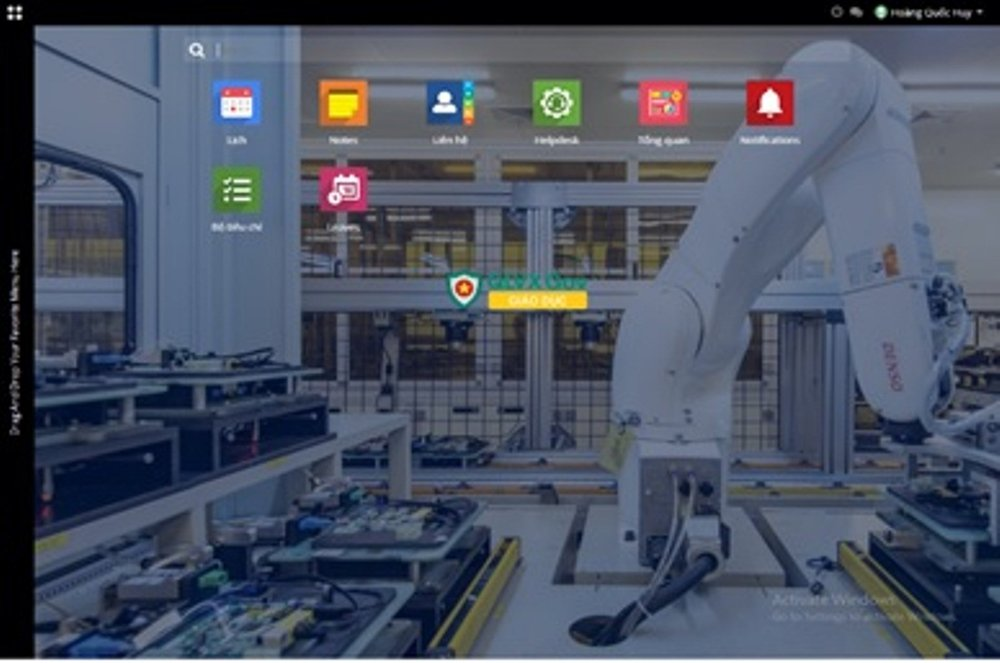 Hoàng Quốc Huy
Lịch
Notes
Liên hệ
Helpdesk
Tổng quan
Notifications
Bộ tiêu chí
Leaves
GIÁO DỤC
Drag And Drop Your Favorite Menu Here
DENSO
Activate Windows
Go to Settings to activate Windows.